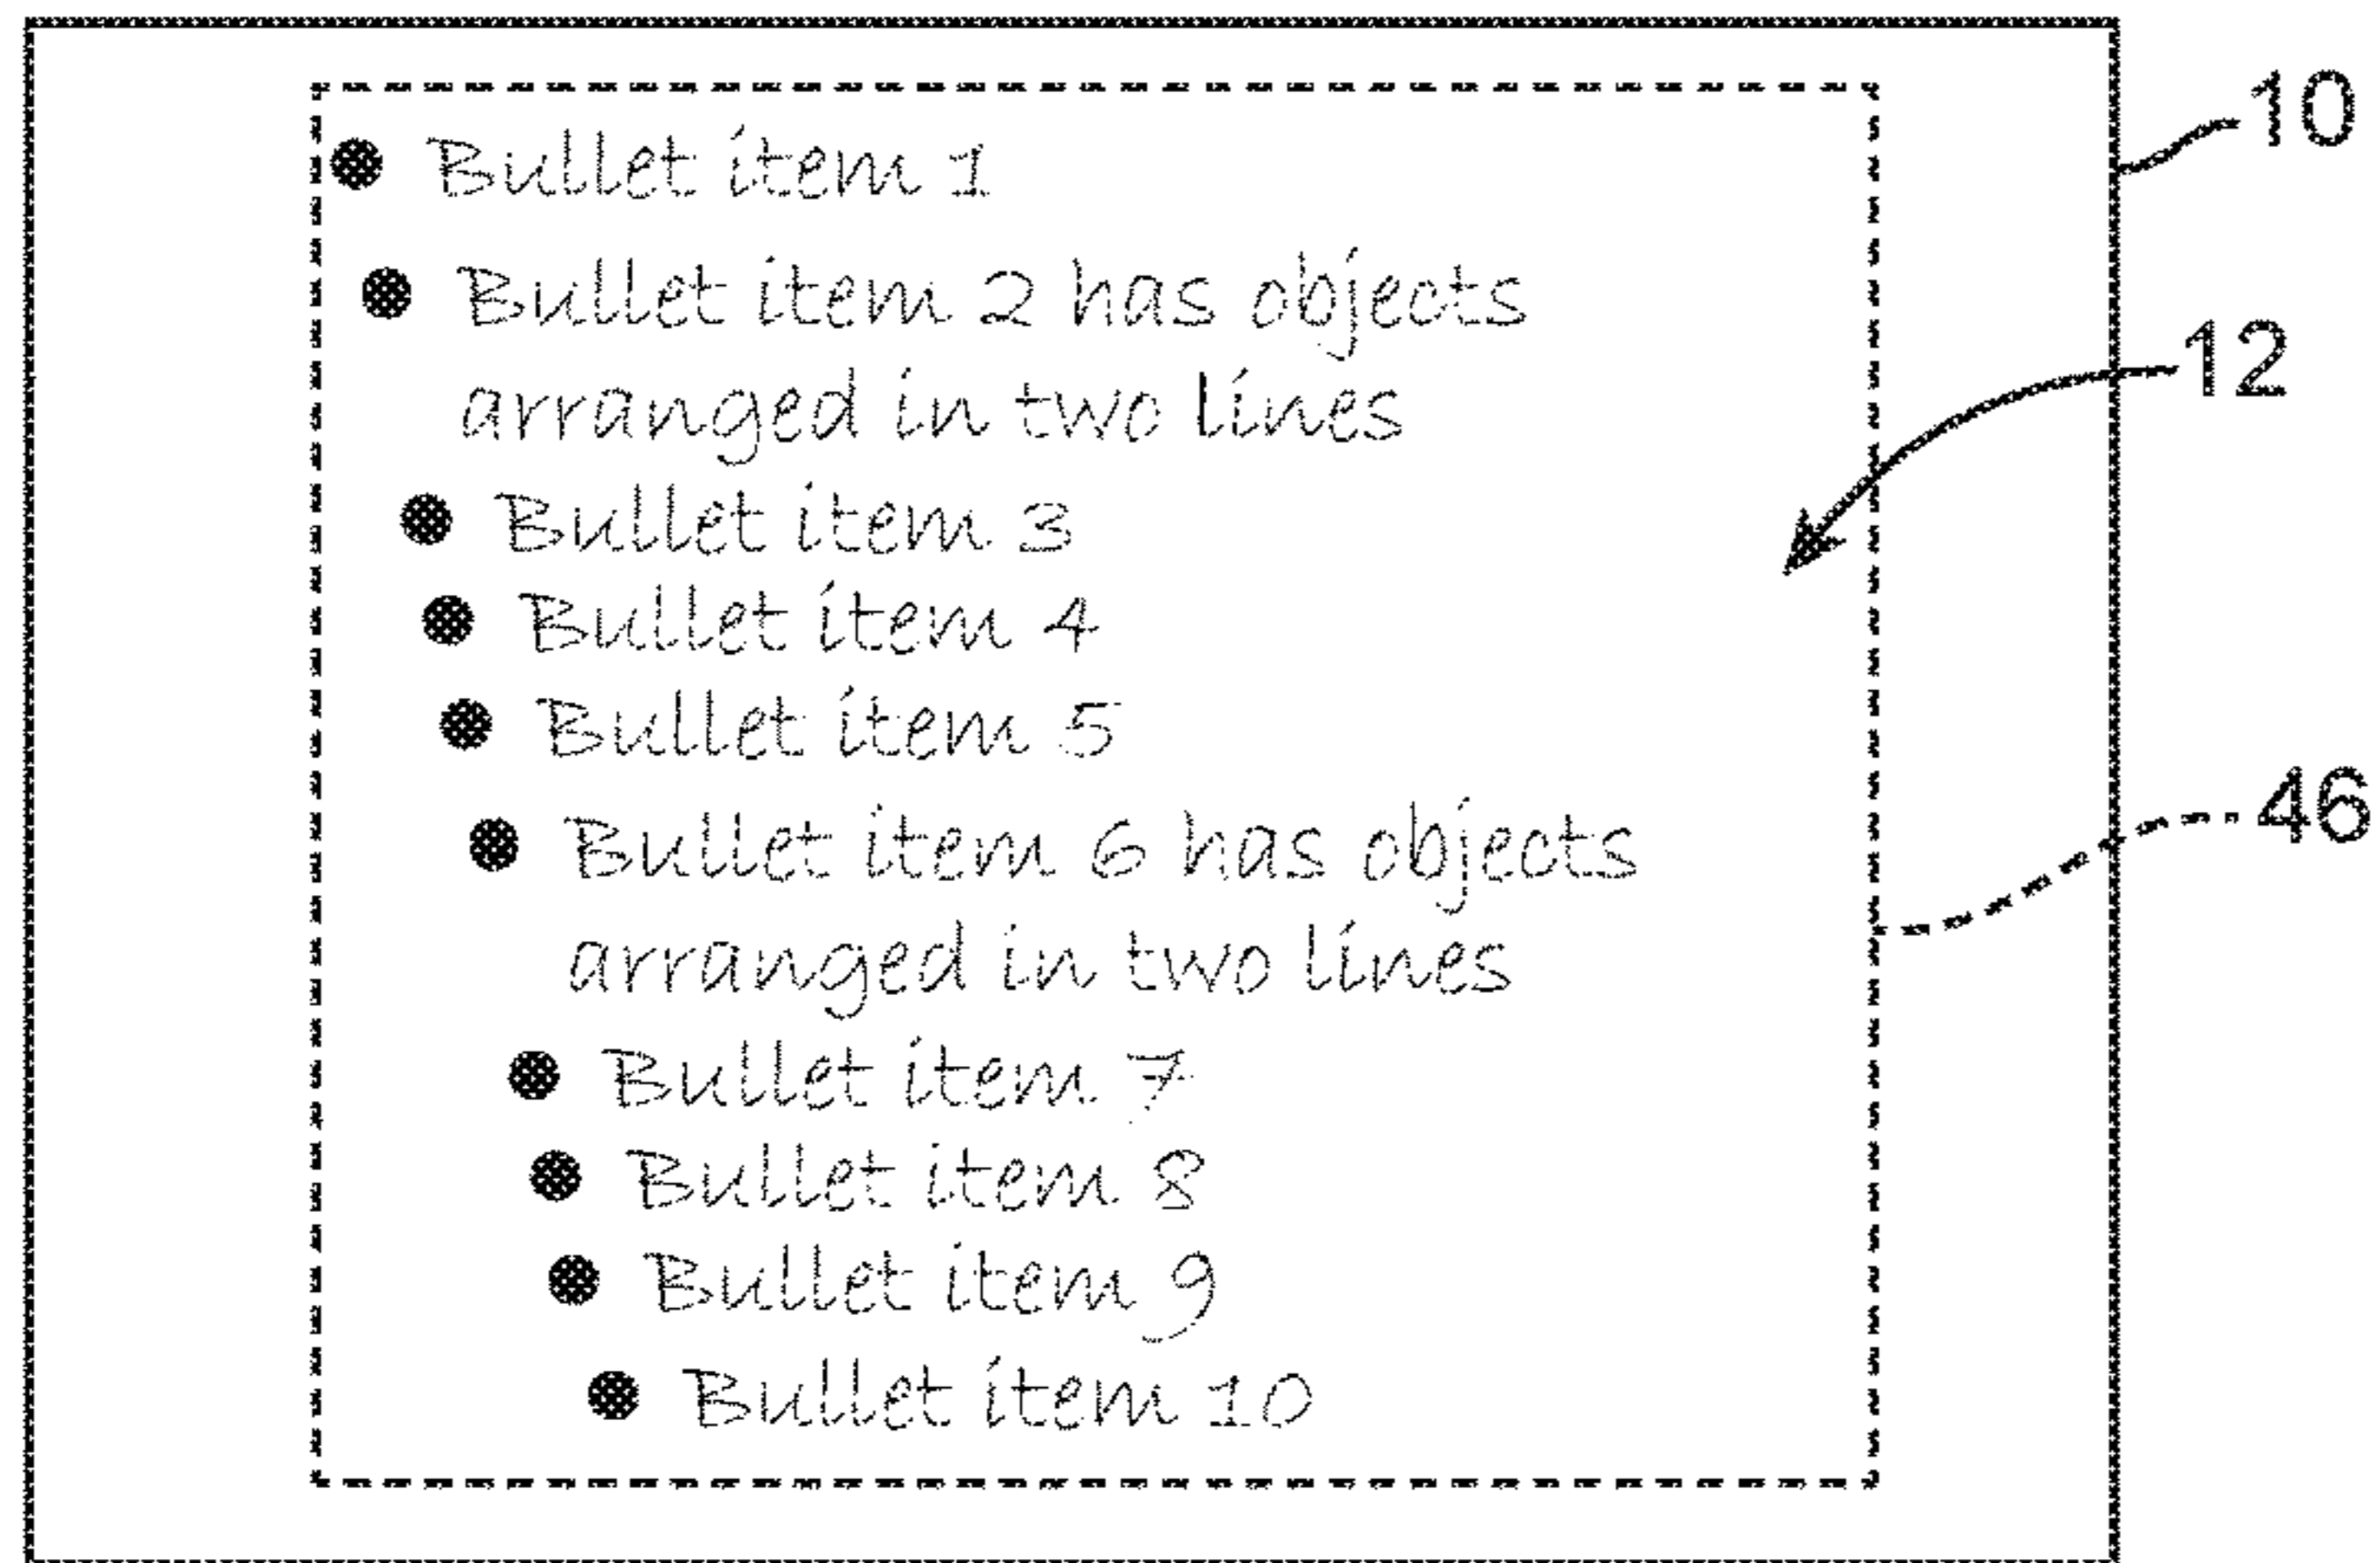 ● Bullet item 1
10
● Bullet item 2 has objects
arranged in two lines
12
● Bullet item 3
● Bullet item 4
● Bullet item 5
● Bullet item 6 has objects
46
arranged in two lines
● Bullet item 7
● Bullet item 8
● Bullet item 9
● Bullet item 10